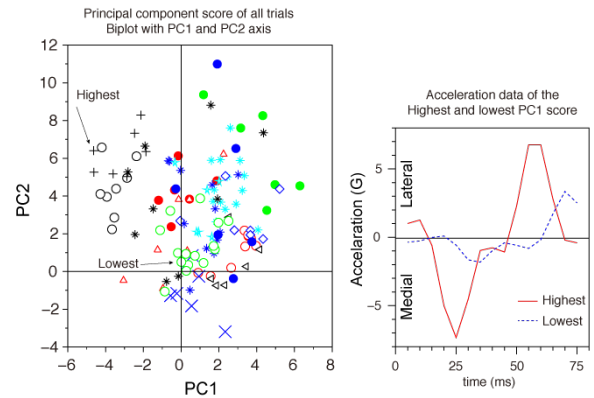 Principal component score of all trials
Biplot with PC1 and PC2 axis
12
10
8
6
4
2
0
−2
−4
PC2
Highest
Lowest
−6
−4
−2
0
2
4
6
8
PC1
Acceleration data of the
Highest and lowest PC1 score
5
0
−5
Acceleration (G)
Lateral
Medial
Highest
Lowest
0
25
50
75
time (ms)